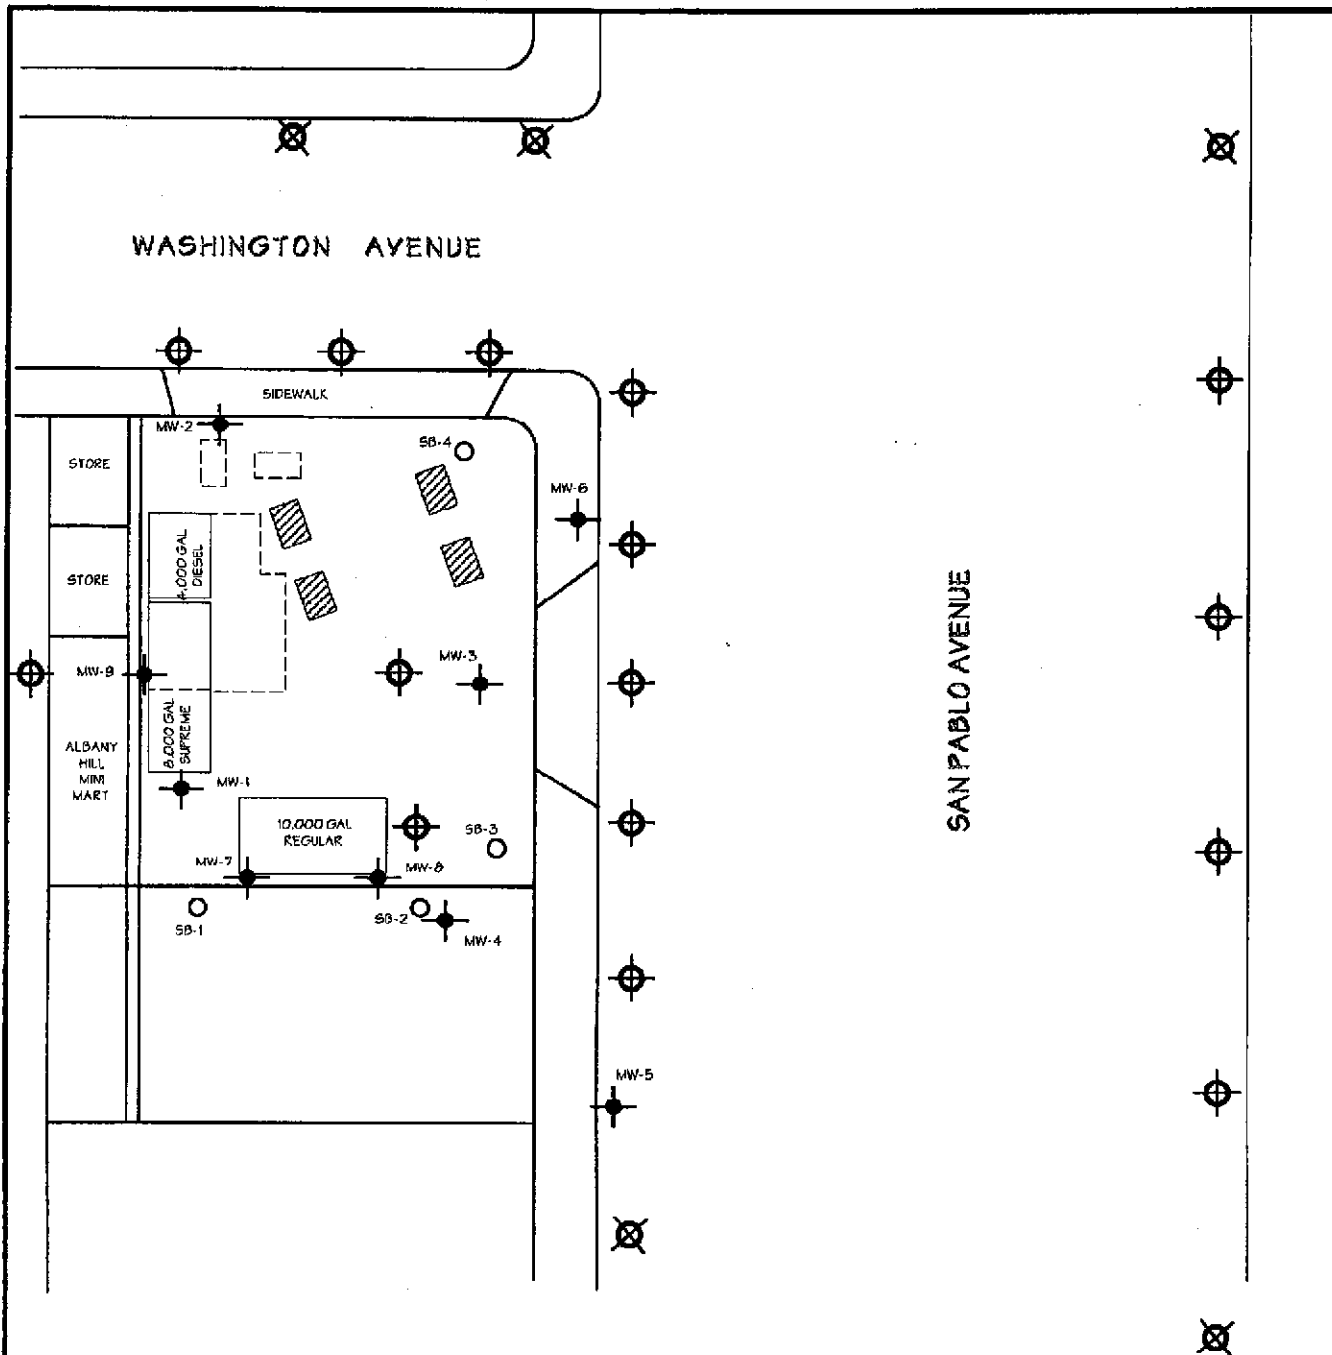 WASHINGTON AVENUE
SIDEWALK
MW-2
SB-4
STORE
MW-6
4,000 GAL
DIESEL
STORE
SAN PABLO AVENUE
MW-9
MW-3
8,000 GAL
SUPREME
ALBANY
HILL
MINI
MART
MW-1
10,000 GAL
REGULAR
SB-3
MW-7
MW-8
SB-1
SB-2
MW-4
MW-5